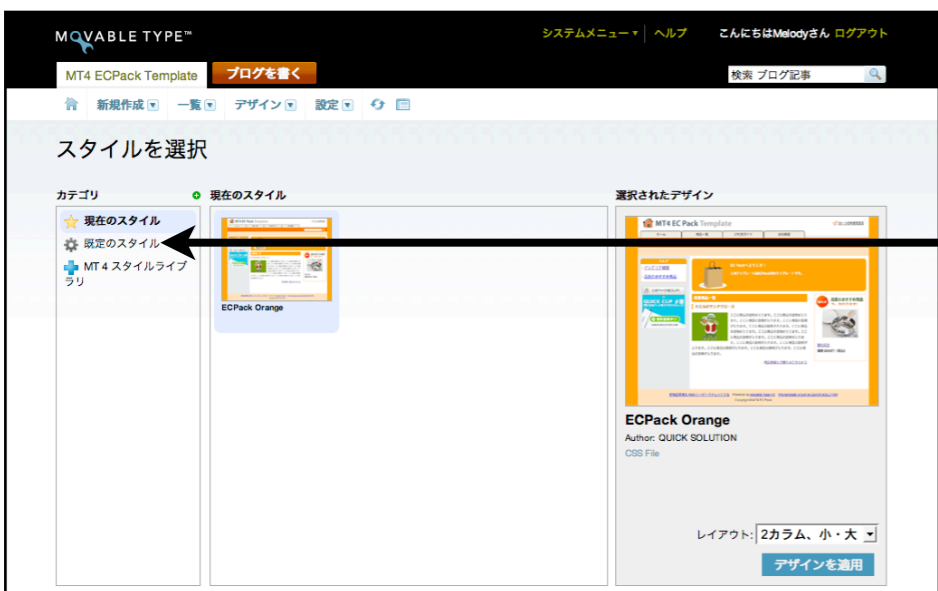 MOVABLE TYPE™
システムメニュー ヘルプ こんにちはMelodyさん ログアウト
MT4 ECPack Template ブログを書く 検索 ブログ記事
新規作成 一覧 デザイン 設定
スタイルを選択
カテゴリ 現在のスタイル 選択されたデザイン
現在のスタイル
既定のスタイル
MT 4 スタイルライブ
ラリ
ECPack Orange
MT4 EC Pack Template
ECPack Orange
Author: QUICK SOLUTION
CSS File
レイアウト: 2カラム、小・大
デザインを適用